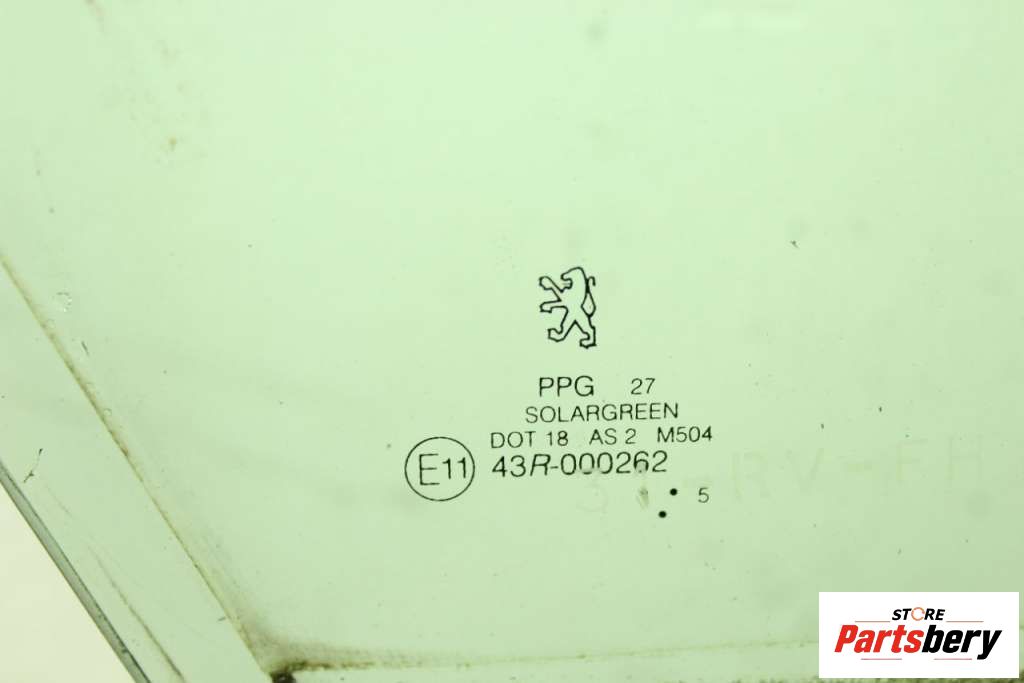 PPG 27
SOLARGREEN
DOT 18 AS 2 M504
E11 43R-000262
5
STORE
Partsbery